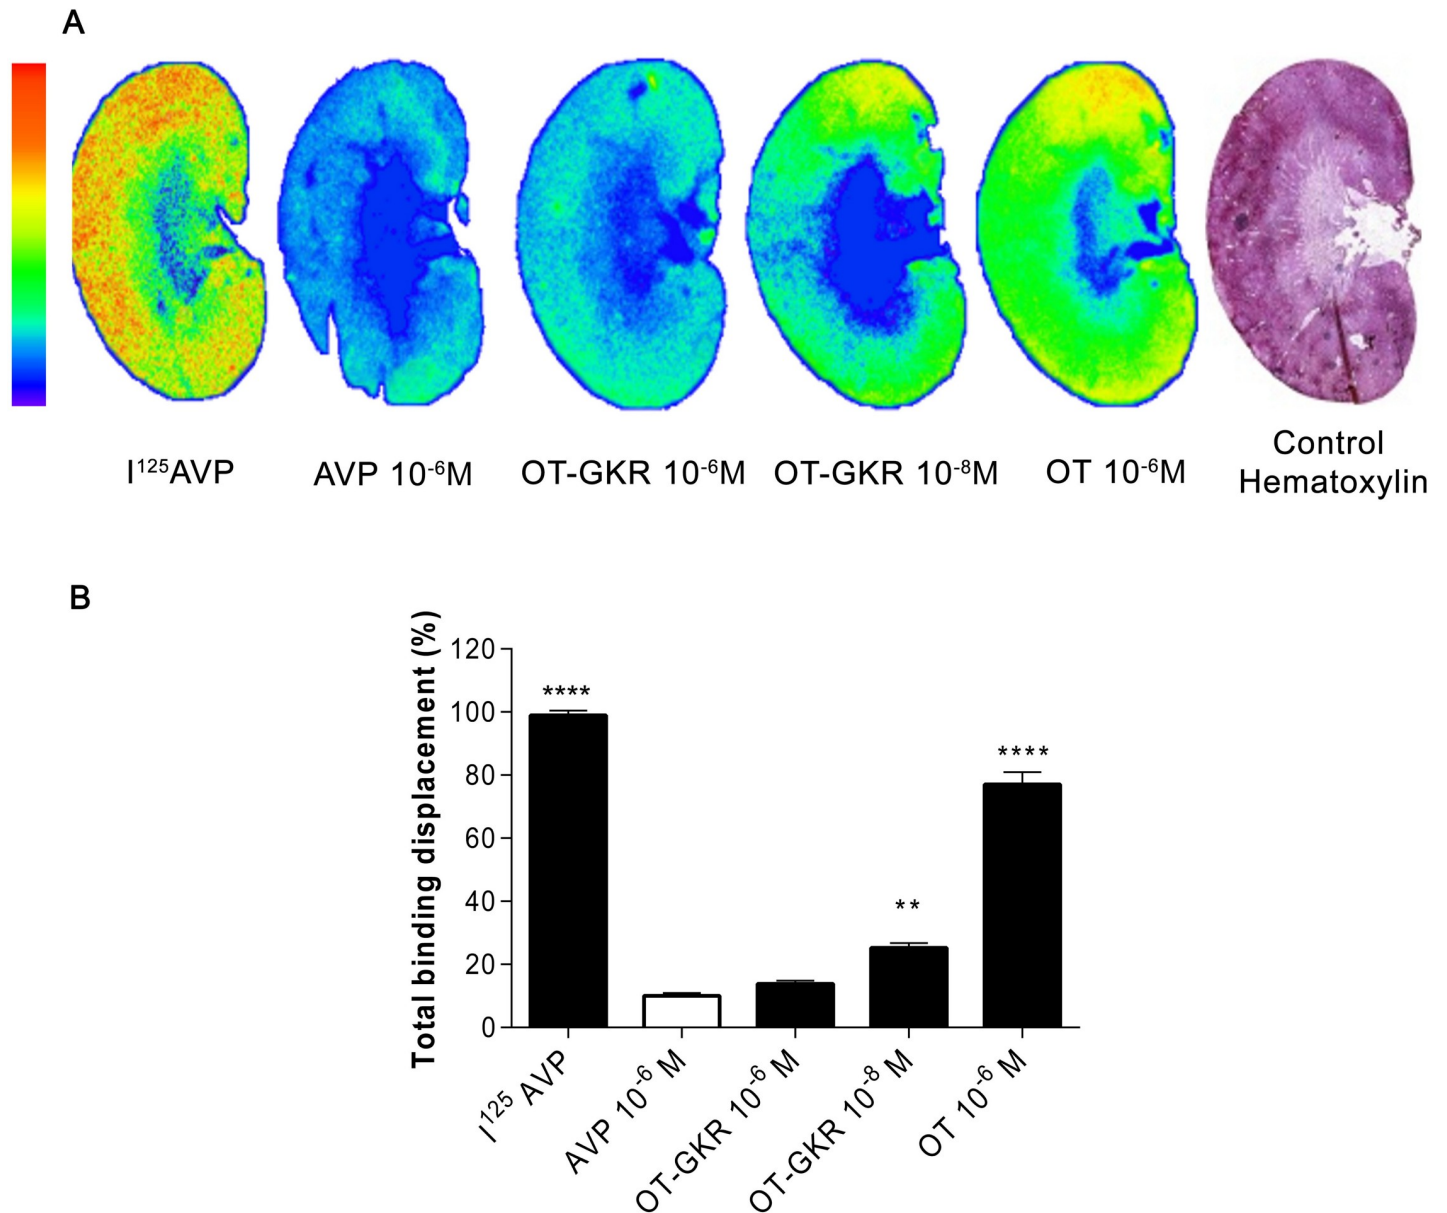 A
I¹²⁵AVP
AVP 10⁻⁶M
OT-GKR 10⁻⁶M
OT-GKR 10⁻⁸M
OT 10⁻⁶M
Control
Hematoxylin
B
Total binding displacement (%)
120
100
80
60
40
20
0
****
**
****
I¹²⁵ AVP
AVP 10⁻⁶ M
OT-GKR 10⁻⁶ M
OT-GKR 10⁻⁸ M
OT 10⁻⁶ M